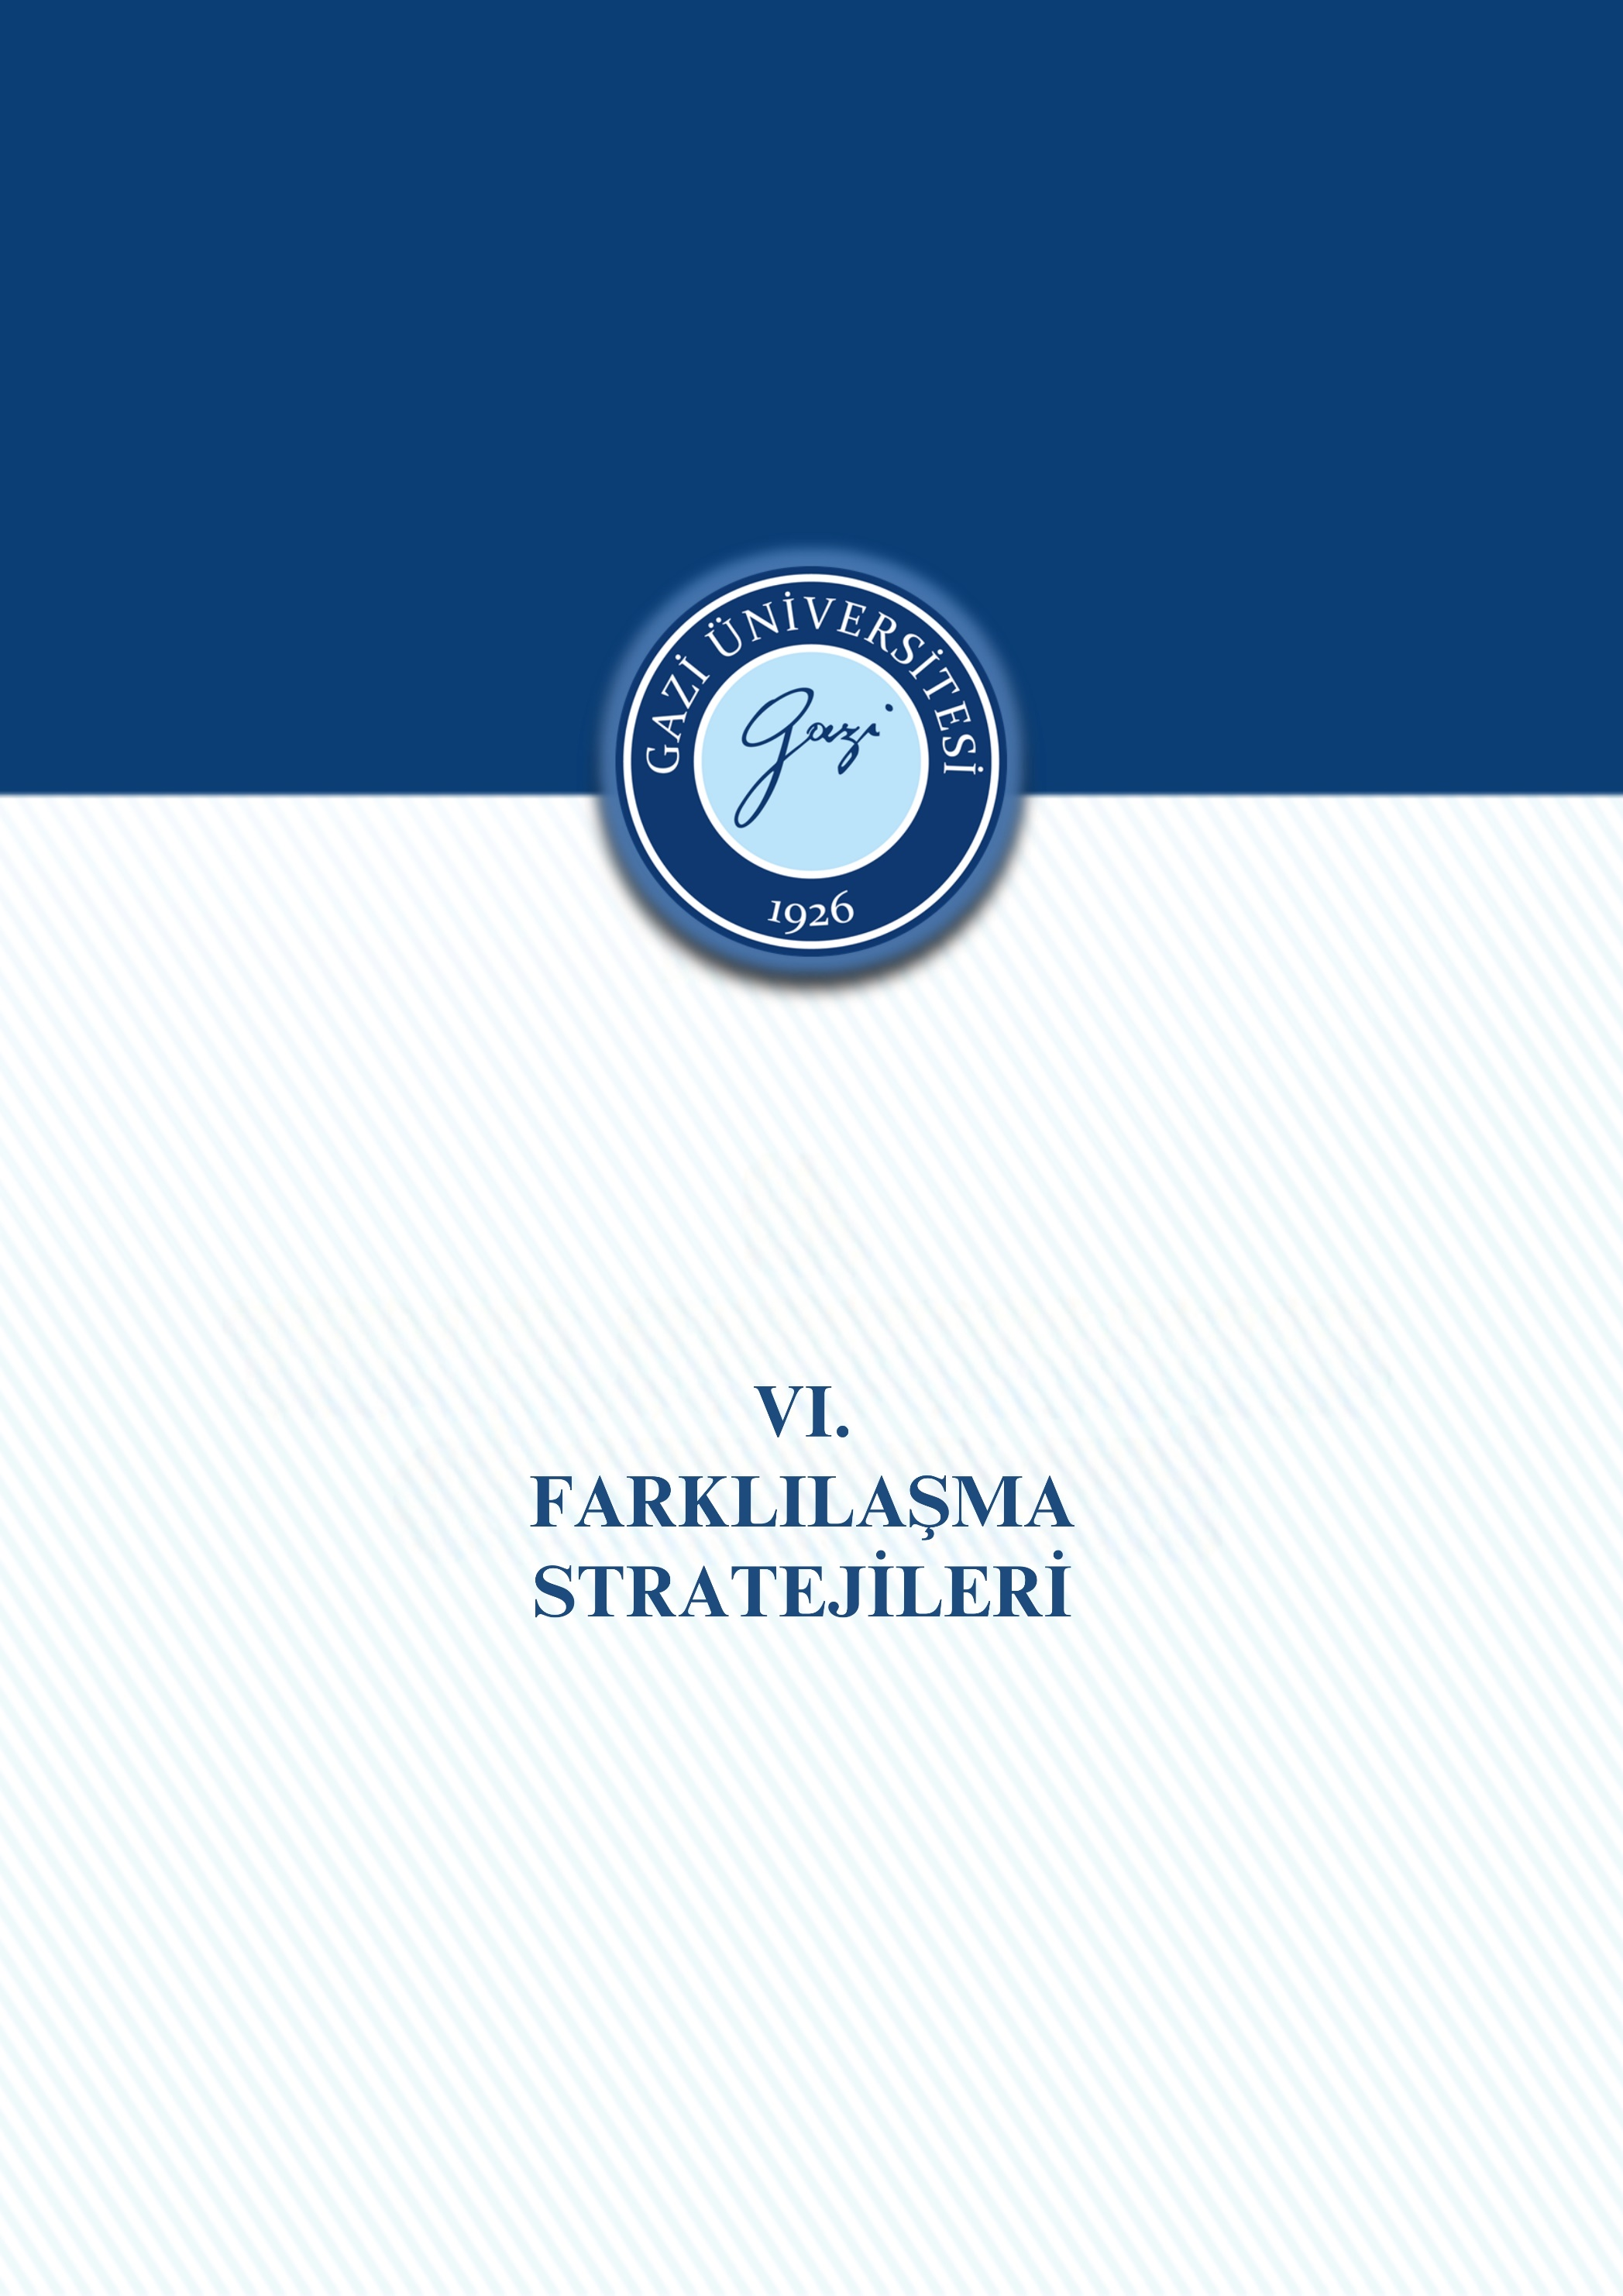 GAZİ ÜNİVERSİTESİ
gazi
1926
VI.
FARKLILAŞMA
STRATEJİLERİ